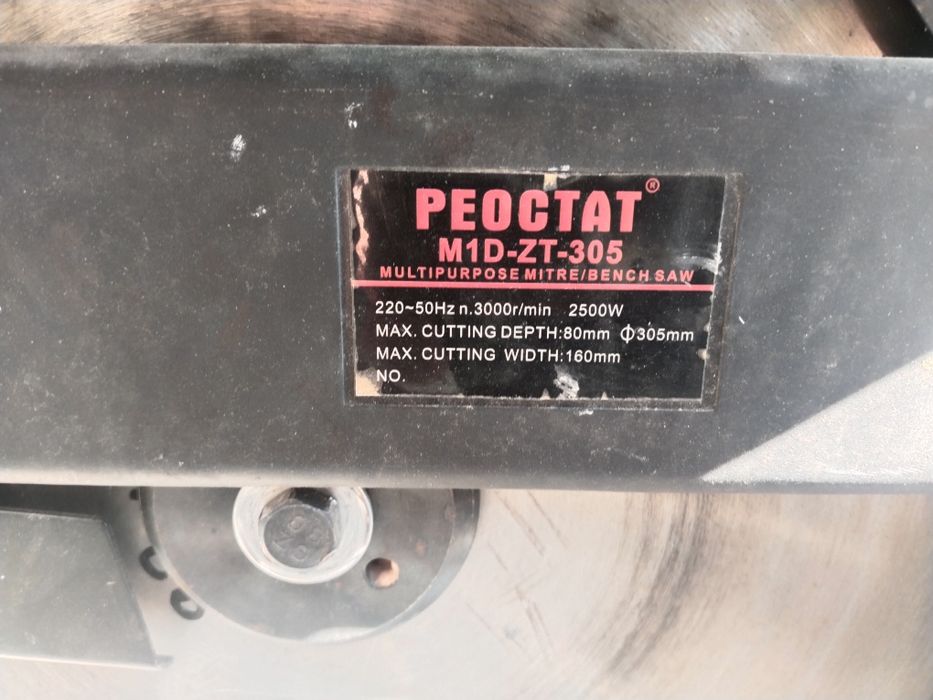 PEOCTAT®
M1D-ZT-305
MULTIPURPOSE MITRE/BENCH SAW
220~50Hz n.3000r/min 2500W
MAX. CUTTING DEPTH:80mm Φ305mm
MAX. CUTTING WIDTH:160mm
NO.